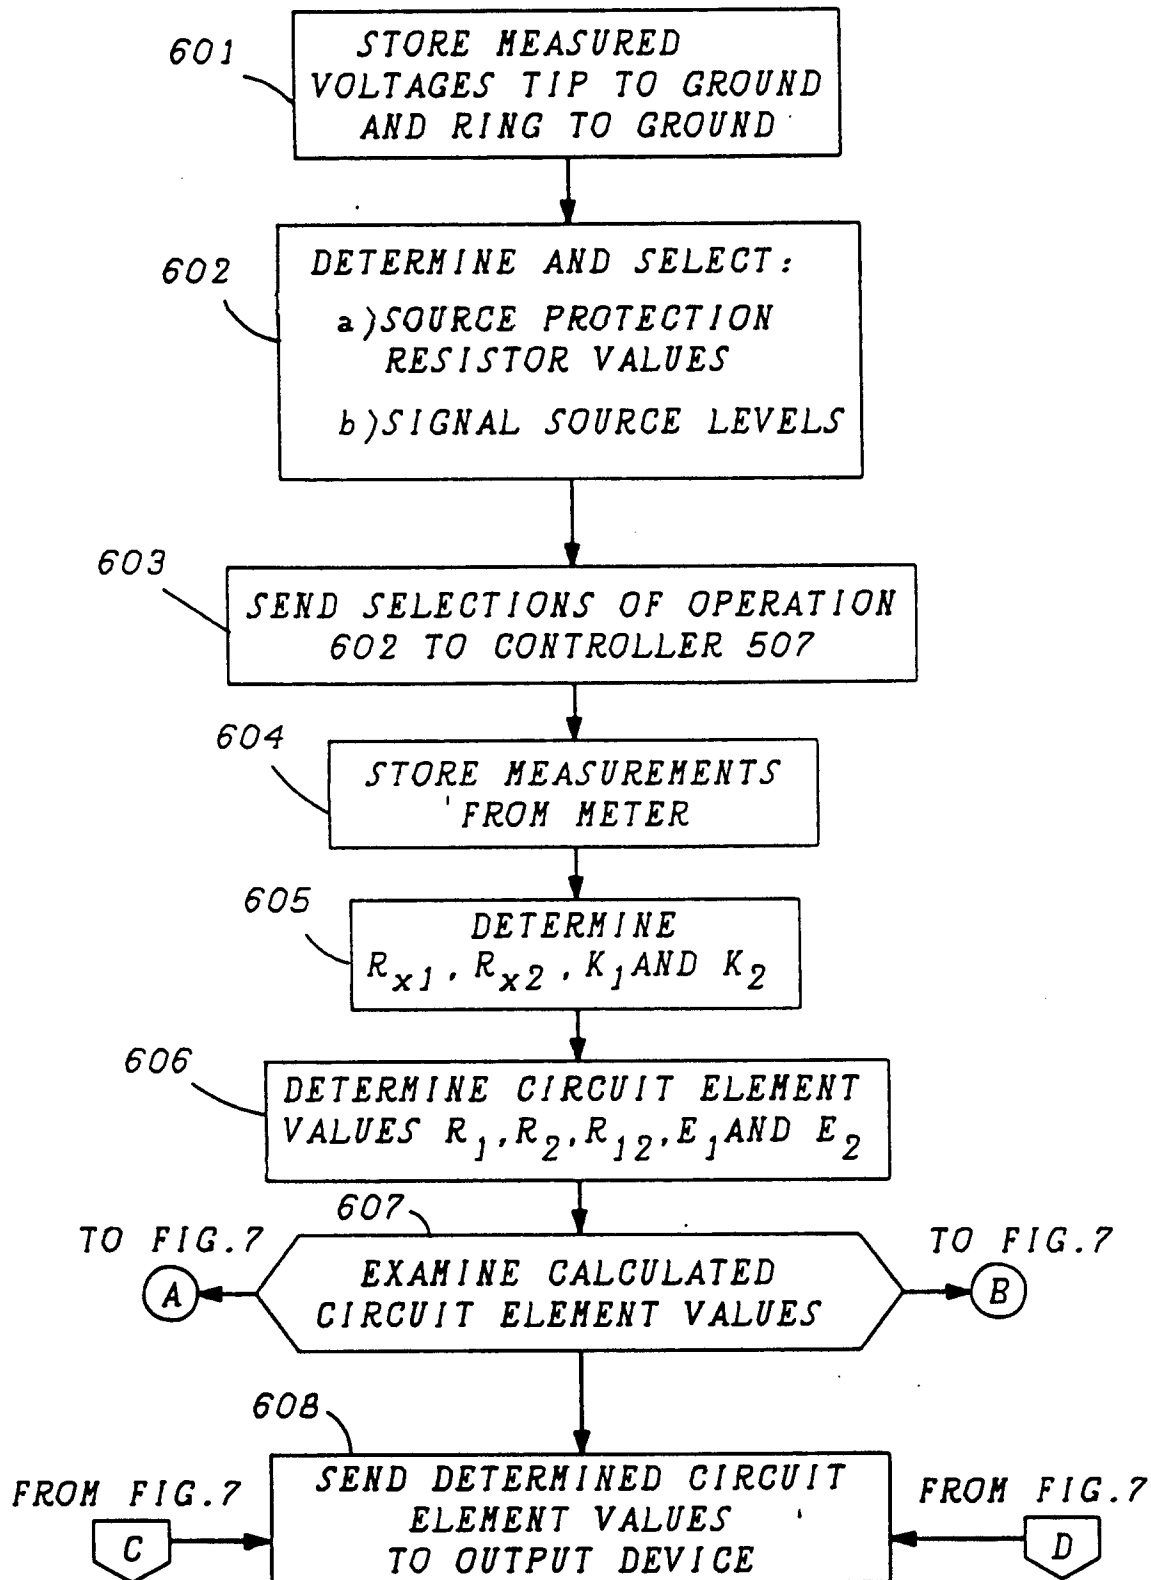 601
STORE MEASURED
VOLTAGES TIP TO GROUND
AND RING TO GROUND
602
DETERMINE AND SELECT:
a)SOURCE PROTECTION
RESISTOR VALUES
b)SIGNAL SOURCE LEVELS
603
SEND SELECTIONS OF OPERATION
602 TO CONTROLLER 507
604
STORE MEASUREMENTS
FROM METER
605
DETERMINE
Rx1, Rx2, K1 AND K2
606
DETERMINE CIRCUIT ELEMENT
VALUES R1, R2, R12, E1 AND E2
607
TO FIG.7
A
EXAMINE CALCULATED
CIRCUIT ELEMENT VALUES
TO FIG.7
B
608
FROM FIG.7
C
SEND DETERMINED CIRCUIT
ELEMENT VALUES
TO OUTPUT DEVICE
FROM FIG.7
D